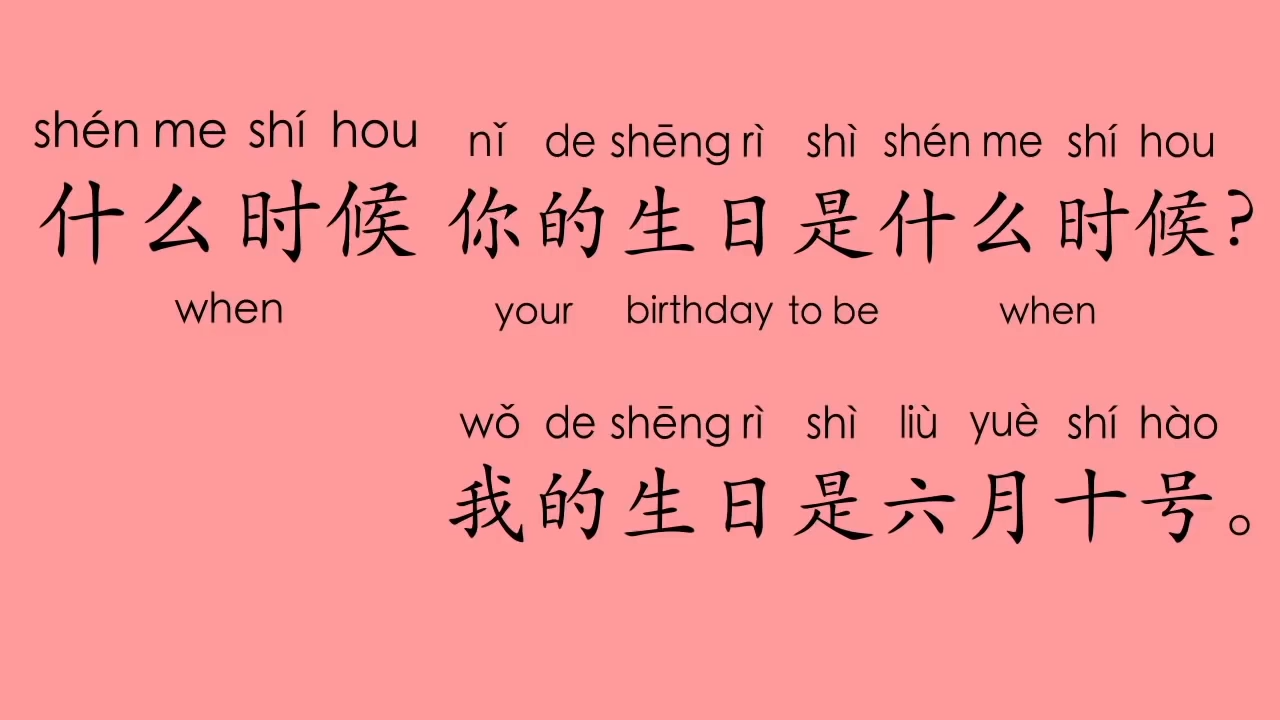 shén me shí hou
什么时候
when
nǐ de shēng rì shì shén me shí hou
你的生日是什么时候?
your birthday to be when
wǒ de shēng rì shì liù yuè shí hào
我的生日是六月十号。